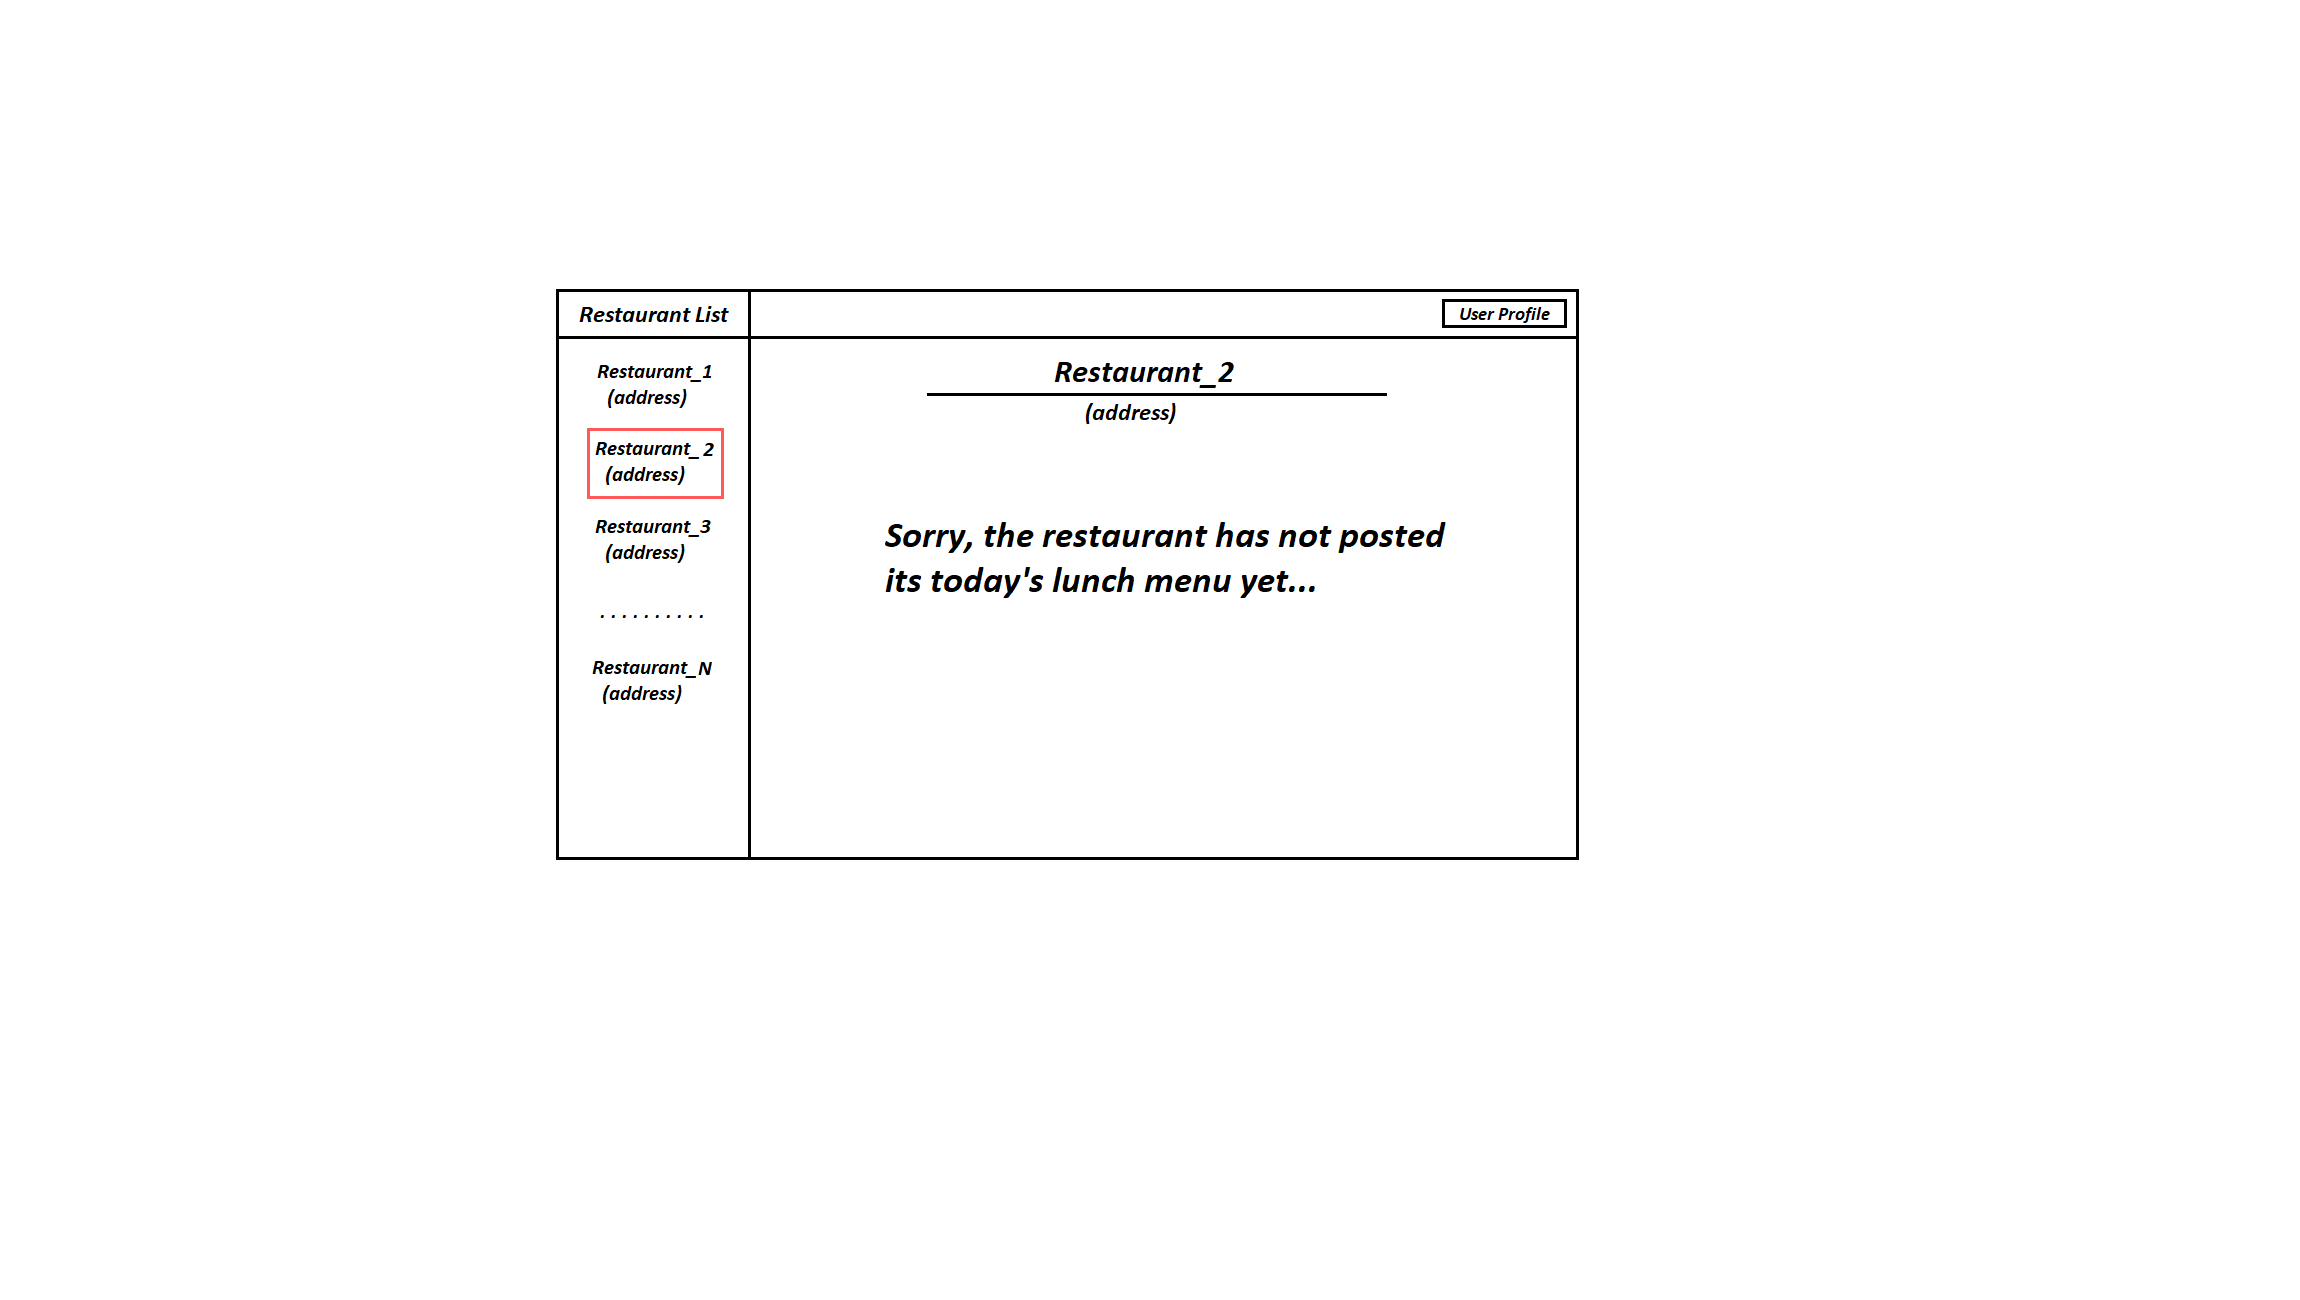 Restaurant List
User Profile
Restaurant_1
(address)
Restaurant_2
(address)
Restaurant_3
(address)
..........
Restaurant_N
(address)
Restaurant_2
(address)
Sorry, the restaurant has not posted
its today's lunch menu yet...